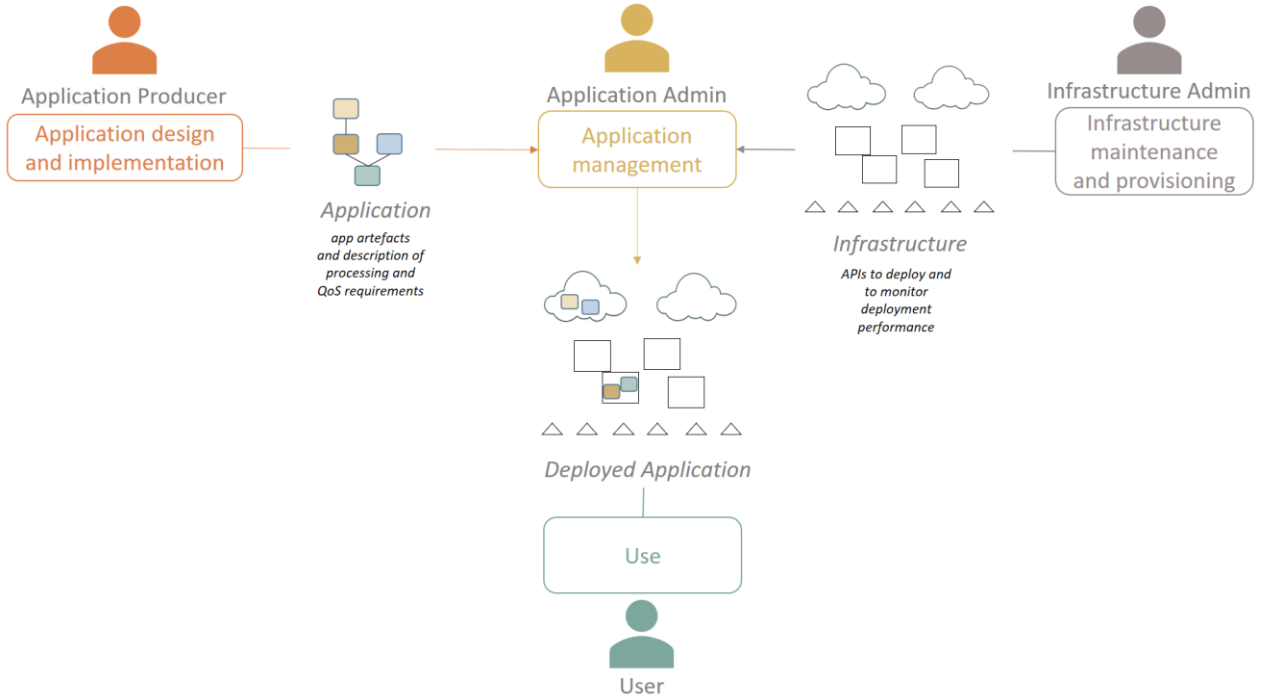 Application Producer
Application design
and implementation
Application
app artefacts
and description of
processing and
QoS requirements
Application Admin
Application
management
Infrastructure Admin
Infrastructure
maintenance
and provisioning
Infrastructure
APIs to deploy and
to monitor
deployment
performance
Deployed Application
Use
User